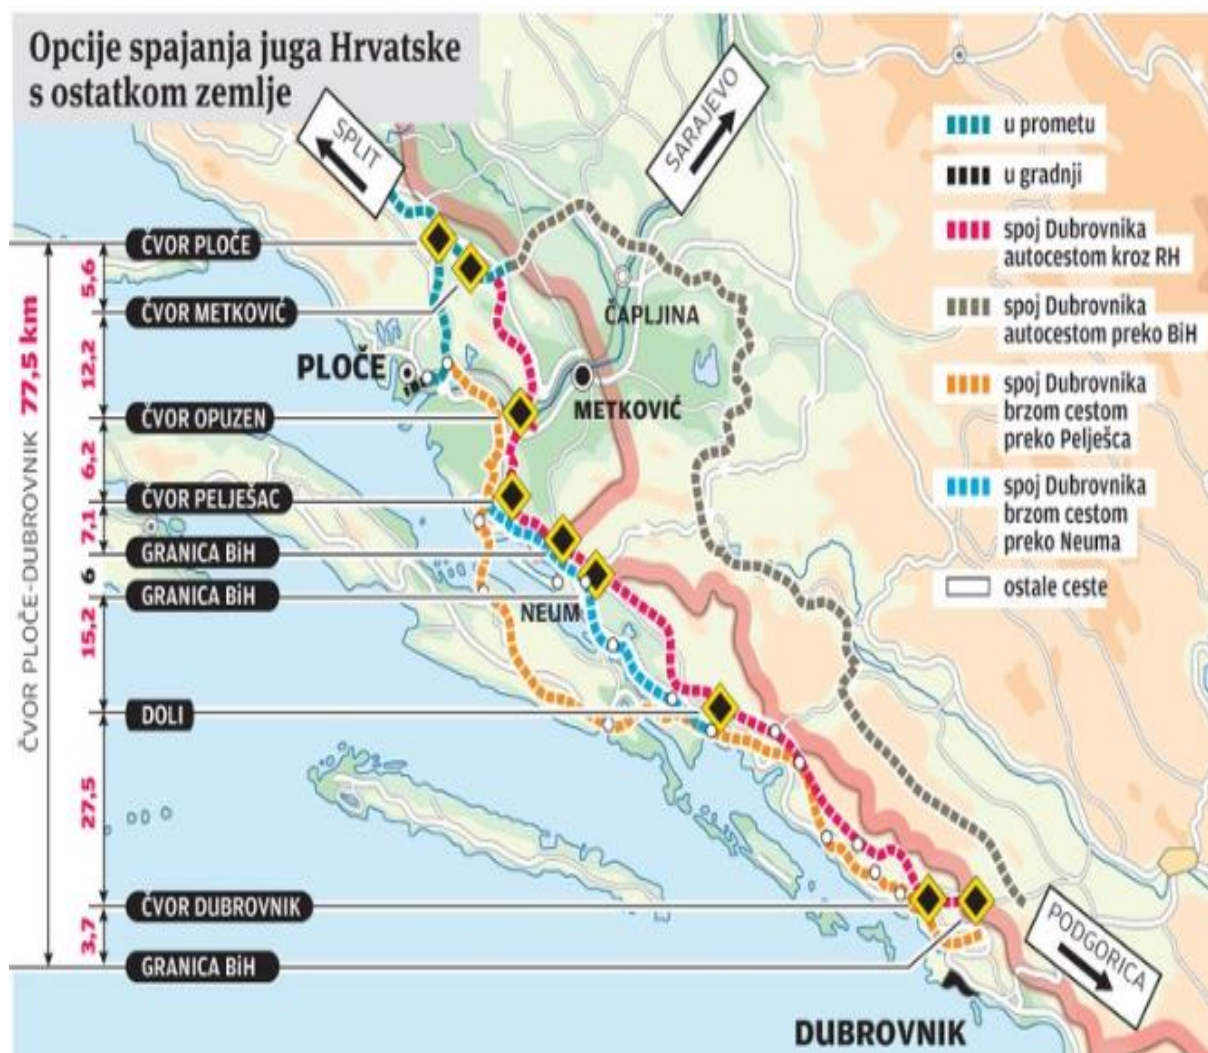 Opcije spajanja juga Hrvatske
s ostatkom zemlje
SPLIT
SARAJEVO
u prometu
u gradnji
spoj Dubrovnika
autocestom kroz RH
spoj Dubrovnika
autocestom preko BiH
spoj Dubrovnika
brzom cestom
preko Pelješca
spoj Dubrovnika
brzom cestom
preko Neuma
ostale ceste
ČVOR PLOČE-DUBROVNIK 77,5 km
ČVOR PLOČE
5,6
ČVOR METKOVIĆ
12,2
ČVOR OPUZEN
6,2
ČVOR PELJEŠAC
7,1
GRANICA BiH
6
GRANICA BiH
15,2
DOLI
27,5
ČVOR DUBROVNIK
3,7
GRANICA BiH
ČAPLJINA
PLOČE
METKOVIĆ
NEUM
PODGORICA
DUBROVNIK